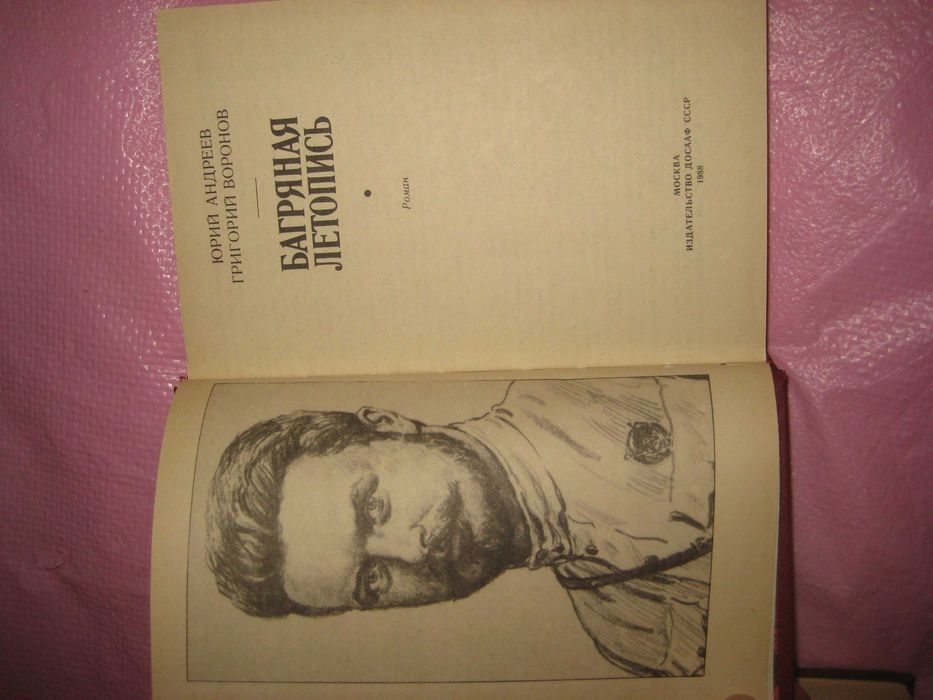 ЮРИЙ АНДРЕЕВ
ГРИГОРИЙ ВОРОНОВ
БАГРЯНАЯ
ЛЕТОПИСЬ
Роман
МОСКВА
ИЗДАТЕЛЬСТВО ДОСААФ СССР
1988